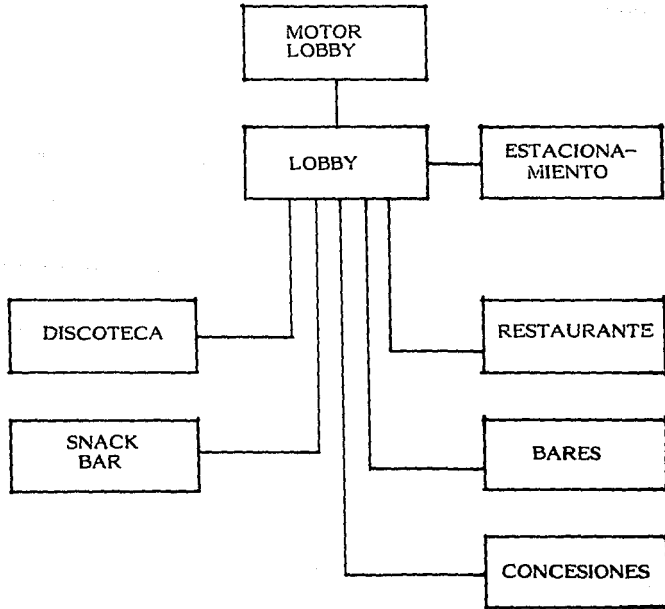 MOTOR
LOBBY
LOBBY
ESTACIONA-
MIENTO
DISCOTECA
RESTAURANTE
SNACK
BAR
BARES
CONCESIONES